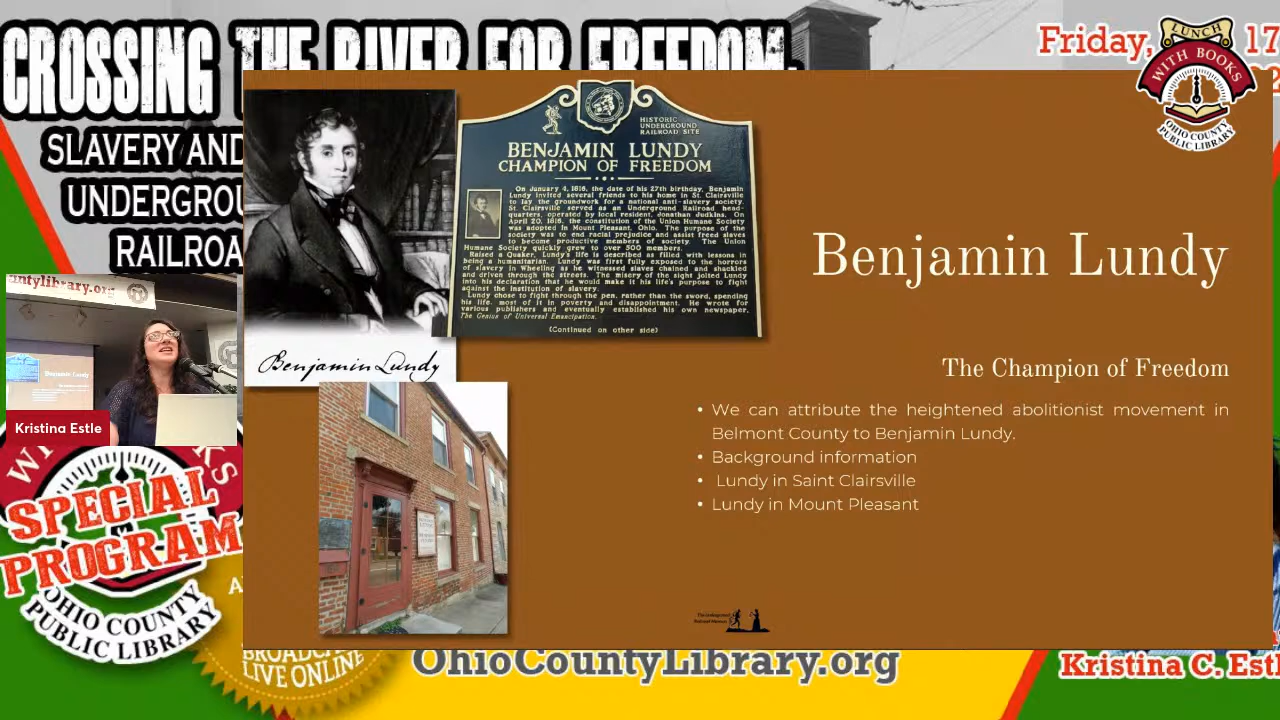 CROSSING THE RIVER FOR FREEDOM,
SLAVERY AND
UNDERGROU
RAILROA
Friday,
17
LUNCH
WITH BOOKS
OHIO COUNTY
PUBLIC LIBRARY
HISTORIC
UNDERGROUND
RAILROAD SITE
BENJAMIN LUNDY
CHAMPION OF FREEDOM
On January 4, 1816, the date of his 27th birthday, Benjamin
Lundy invited several friends to his home in St. Clairsville
to lay the groundwork for a national anti-slavery society.
St. Clairsville served as an Underground Railroad head-
quarters, operated by local resident, Jonathan Judkins. On
April 20, 1816, the constitution of the Union Humane Society
was adopted in Mount Pleasant, Ohio. The purpose of the
society was to end racial prejudice and assist freed slaves
to become productive members of society. The Union
Humane Society quickly grew to over 500 members.
Raised a Quaker, Lundy's life is described as filled with lessons in
being a humanitarian. Lundy was first fully exposed to the horrors
of slavery in Wheeling as he witnessed slaves chained and shackled
and driven through the streets. The misery of the sight jolted Lundy
into his declaration that he would make it his life's purpose to fight
against the institution of slavery.
Lundy chose to fight through the pen, rather than the sword, spending
his life, most of it in poverty and disappointment. He wrote for
various publishers and eventually established his own newspaper,
The Genius of Universal Emancipation.
(Continued on other side)
Benjamin Lundy
Benjamin Lundy
The Champion of Freedom
• We can attribute the heightened abolitionist movement in
Belmont County to Benjamin Lundy.
• Background information
• Lundy in Saint Clairsville
• Lundy in Mount Pleasant
The Underground
Railroad Museum
untylibrary.org
Benjamin Lundy
Kristina Estle
WITH BOOKS
SPECIAL
PROGRAM
OHIO COUNTY
PUBLIC LIBRARY
BROADCAST
LIVE ONLINE
OhioCountyLibrary.org
Kristina C. Estl